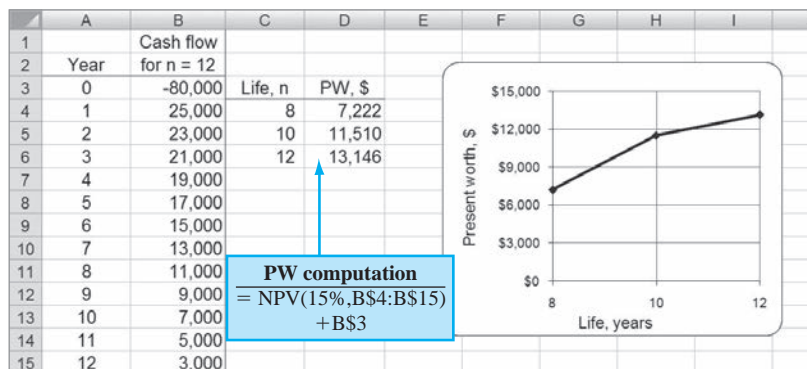 A B C D E F G H I
1 Cash flow
2 Year for n = 12
3 0 -80,000 Life, n PW, $
4 1 25,000 8 7,222
5 2 23,000 10 11,510
6 3 21,000 12 13,146
7 4 19,000
8 5 17,000
9 6 15,000
10 7 13,000
11 8 11,000
12 9 9,000
13 10 7,000
14 11 5,000
15 12 3,000
PW computation
= NPV(15%,B$4:B$15)
+B$3
$15,000
$12,000
$9,000
$6,000
$3,000
$0
Present worth, $
8 10 12
Life, years